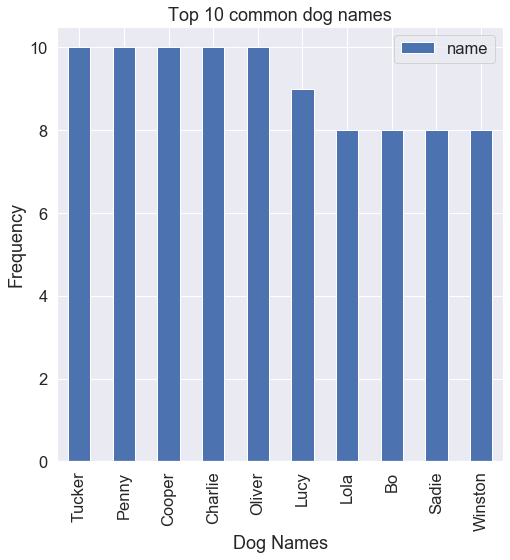 Top 10 common dog names
name
Frequency
10
8
6
4
2
0
Tucker
Penny
Cooper
Charlie
Oliver
Lucy
Lola
Bo
Sadie
Winston
Dog Names